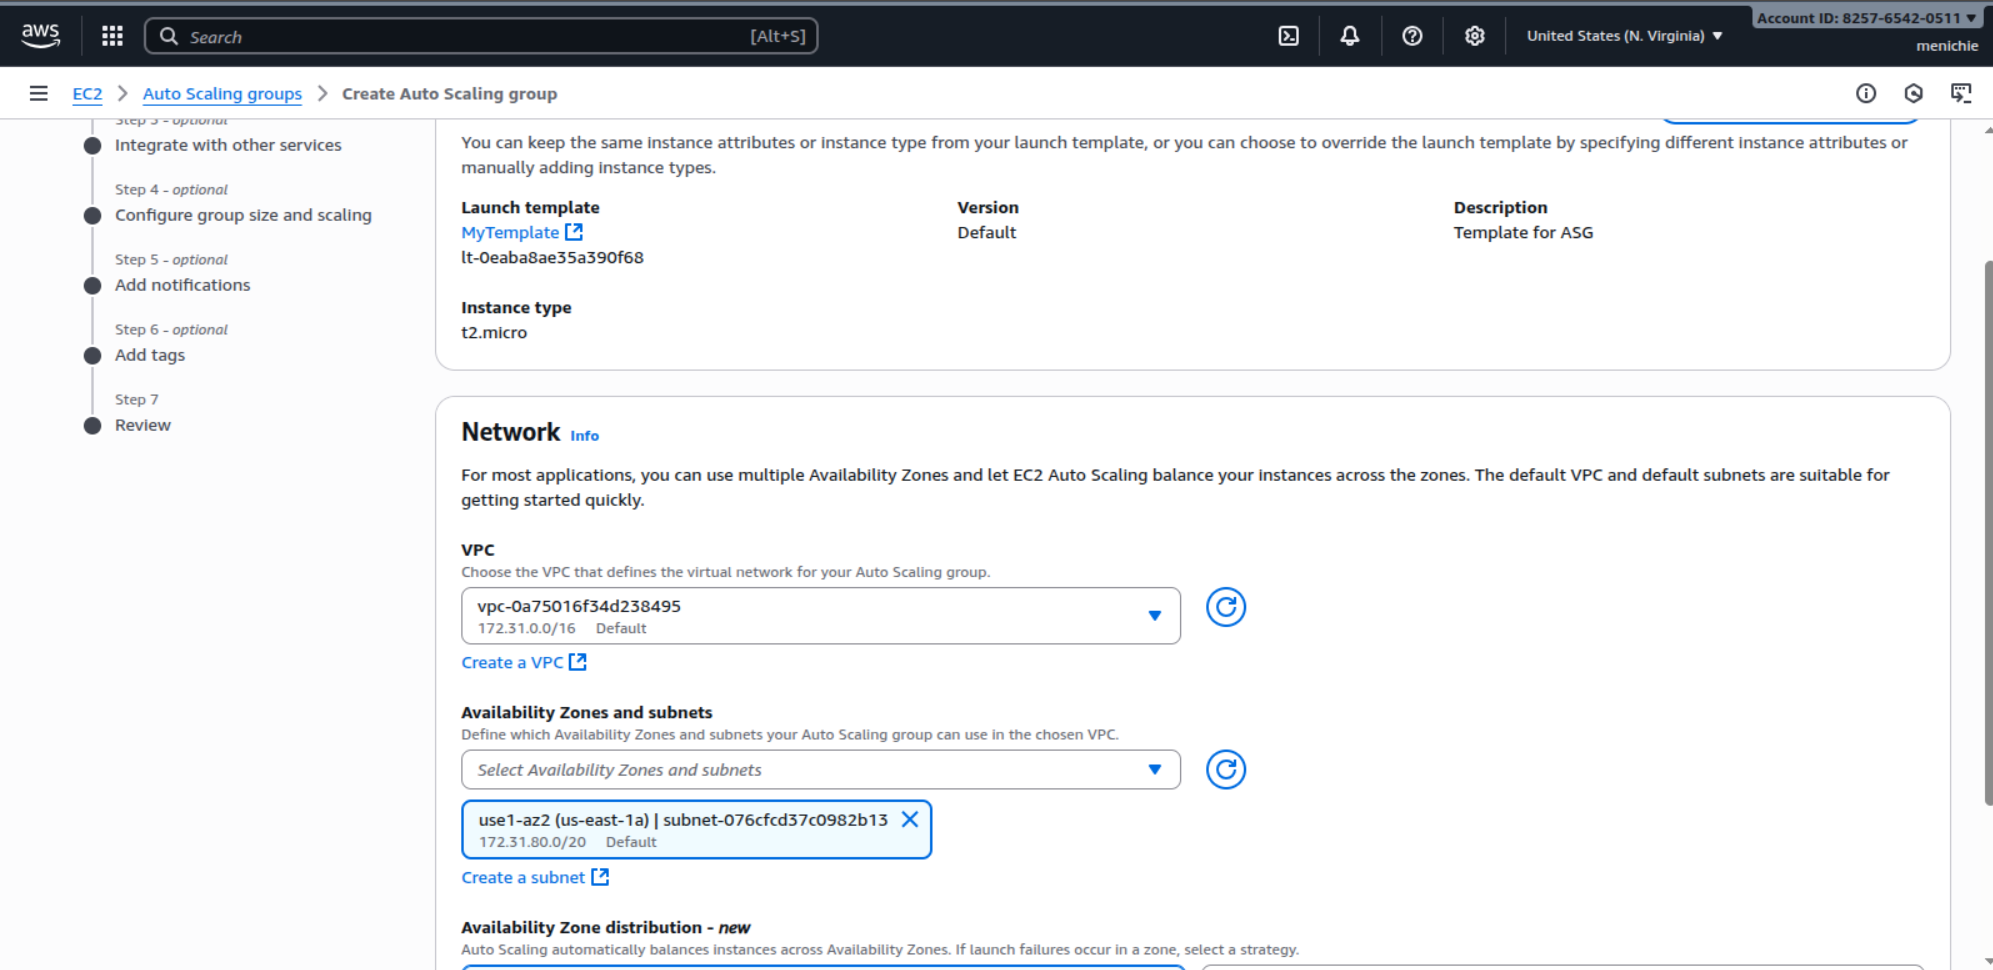 aws
Search [Alt+S]
United States (N. Virginia) ▼
Account ID: 8257-6542-0511 ▼
menichie
EC2 > Auto Scaling groups > Create Auto Scaling group
Step 3 - optional
Integrate with other services
Step 4 - optional
Configure group size and scaling
Step 5 - optional
Add notifications
Step 6 - optional
Add tags
Step 7
Review
You can keep the same instance attributes or instance type from your launch template, or you can choose to override the launch template by specifying different instance attributes or
manually adding instance types.
Launch template
MyTemplate
lt-0eaba8ae35a390f68
Version
Default
Description
Template for ASG
Instance type
t2.micro
Network Info
For most applications, you can use multiple Availability Zones and let EC2 Auto Scaling balance your instances across the zones. The default VPC and default subnets are suitable for
getting started quickly.
VPC
Choose the VPC that defines the virtual network for your Auto Scaling group.
vpc-0a75016f34d238495
172.31.0.0/16 Default
Create a VPC
Availability Zones and subnets
Define which Availability Zones and subnets your Auto Scaling group can use in the chosen VPC.
Select Availability Zones and subnets
use1-az2 (us-east-1a) | subnet-076cfcd37c0982b13
172.31.80.0/20 Default
Create a subnet
Availability Zone distribution - new
Auto Scaling automatically balances instances across Availability Zones. If launch failures occur in a zone, select a strategy.